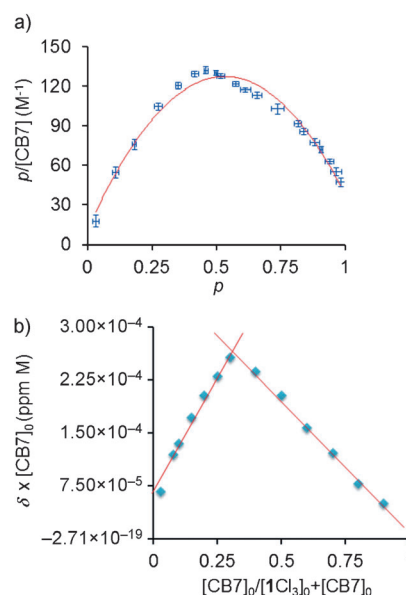 a)
150
120
90
60
30
0
p/[CB7] (M⁻¹)
0 0.25 0.5 0.75 1
p
b)
3.00×10⁻⁴
2.25×10⁻⁴
1.50×10⁻⁴
7.50×10⁻⁵
−2.71×10⁻¹⁹
δ x [CB7]₀ (ppm M)
0 0.25 0.5 0.75
[CB7]₀/[1Cl₃]₀+[CB7]₀